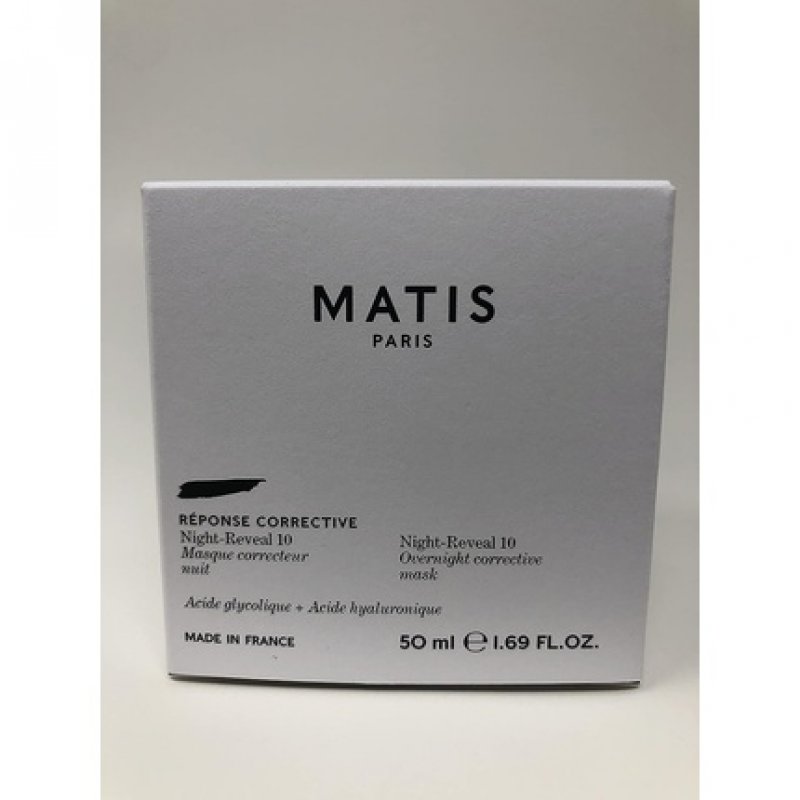 MATIS
PARIS
RÉPONSE CORRECTIVE
Night-Reveal 10
Masque correcteur
nuit
Night-Reveal 10
Overnight corrective
mask
Acide glycolique + Acide hyaluronique
MADE IN FRANCE
50 ml ℮ 1.69 FL.OZ.